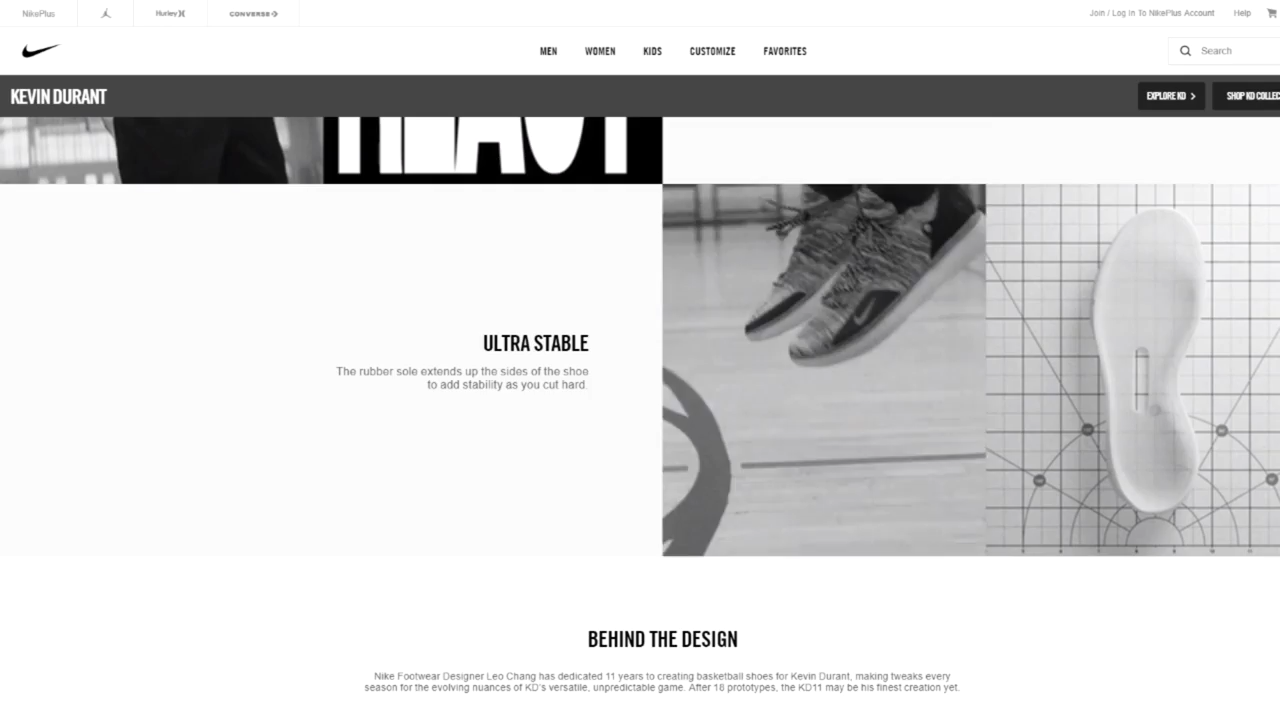 NikePlus
Hurley
CONVERSE
Join / Log In To NikePlus Account
Help
MEN
WOMEN
KIDS
CUSTOMIZE
FAVORITES
Search
KEVIN DURANT
EXPLORE KD
SHOP KD COLLEC
REACT
ULTRA STABLE
The rubber sole extends up the sides of the shoe
to add stability as you cut hard.
BEHIND THE DESIGN
Nike Footwear Designer Leo Chang has dedicated 11 years to creating basketball shoes for Kevin Durant, making tweaks every
season for the evolving nuances of KD's versatile, unpredictable game. After 18 prototypes, the KD11 may be his finest creation yet.